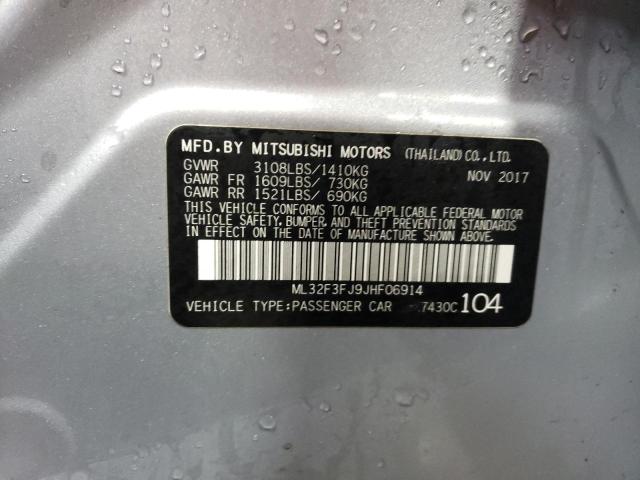 MFD.BY MITSUBISHI MOTORS (THAILAND)CO.,LTD.
GVWR 3108LBS/1410KG NOV 2017
GAWR FR 1609LBS/ 730KG
GAWR RR 1521LBS/ 690KG
THIS VEHICLE CONFORMS TO ALL APPLICABLE FEDERAL MOTOR
VEHICLE SAFETY, BUMPER, AND THEFT PREVENTION STANDARDS
IN EFFECT ON THE DATE OF MANUFACTURE SHOWN ABOVE.
ML32F3FJ9JHF06914
VEHICLE TYPE:PASSENGER CAR 7430C 104